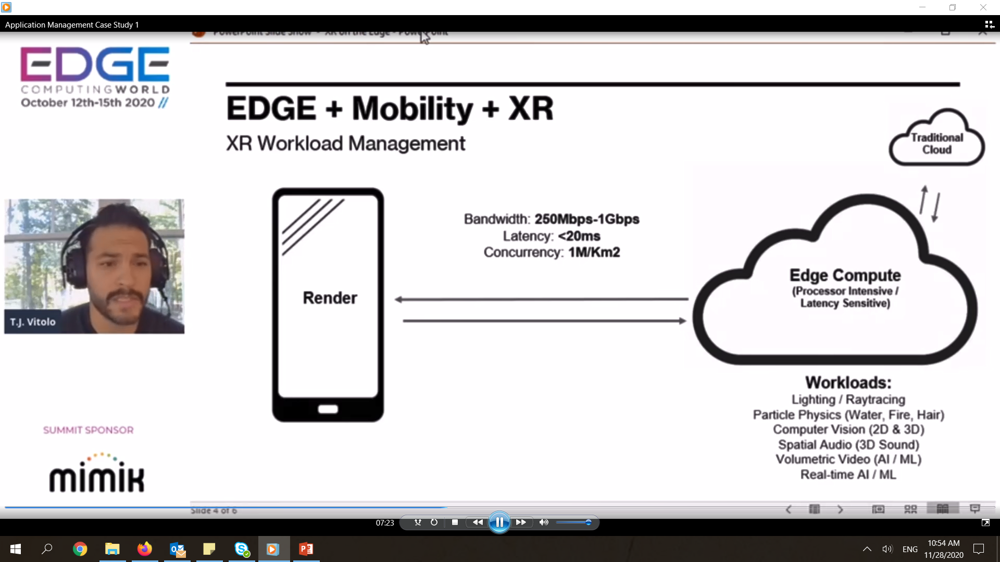 Application Management Case Study 1
PowerPoint Slide Show - XR on the Edge - PowerPoint
EDGE
COMPUTINGWORLD
October 12th-15th 2020 //
EDGE + Mobility + XR
XR Workload Management
Traditional
Cloud
Bandwidth: 250Mbps-1Gbps
Latency: <20ms
Concurrency: 1M/Km2
Render
Edge Compute
(Processor Intensive /
Latency Sensitive)
T.J. Vitolo
Workloads:
Lighting / Raytracing
Particle Physics (Water, Fire, Hair)
Computer Vision (2D & 3D)
Spatial Audio (3D Sound)
Volumetric Video (AI / ML)
Real-time AI / ML
SUMMIT SPONSOR
mimik
Slide 4 of 6
07:23
ENG
10:54 AM
11/28/2020